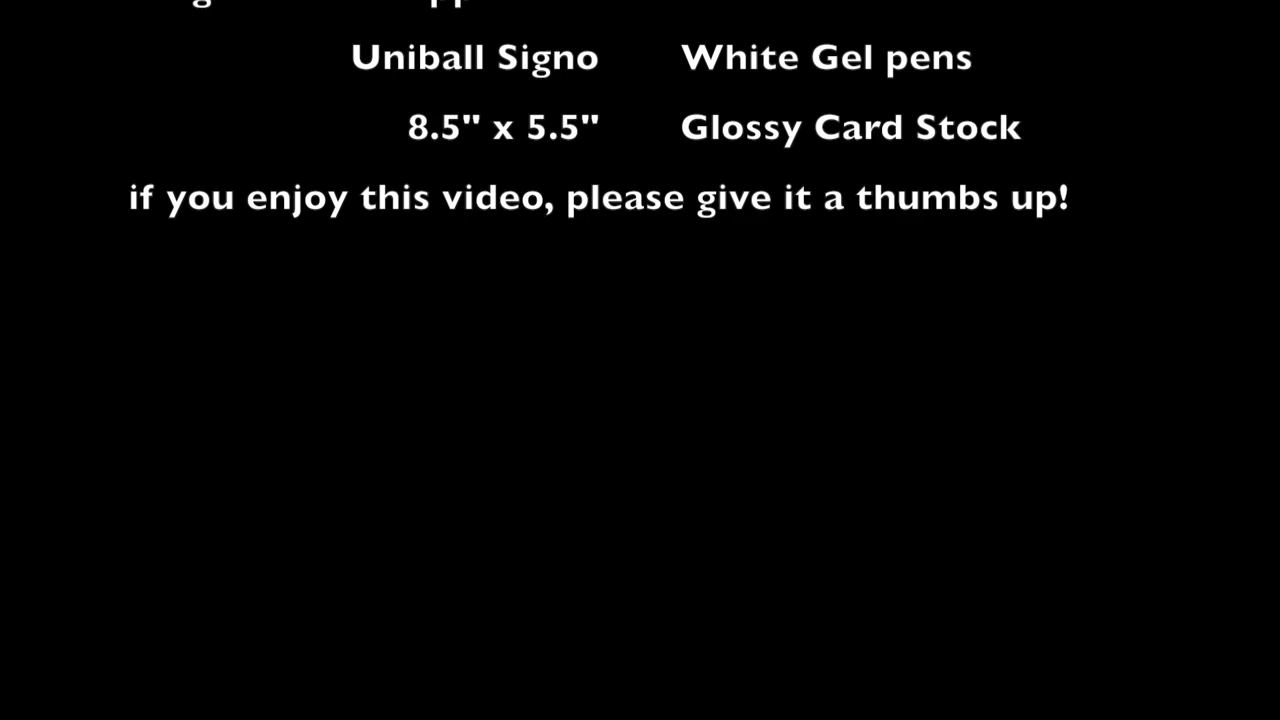 Uniball Signo White Gel pens
8.5" x 5.5" Glossy Card Stock
if you enjoy this video, please give it a thumbs up!